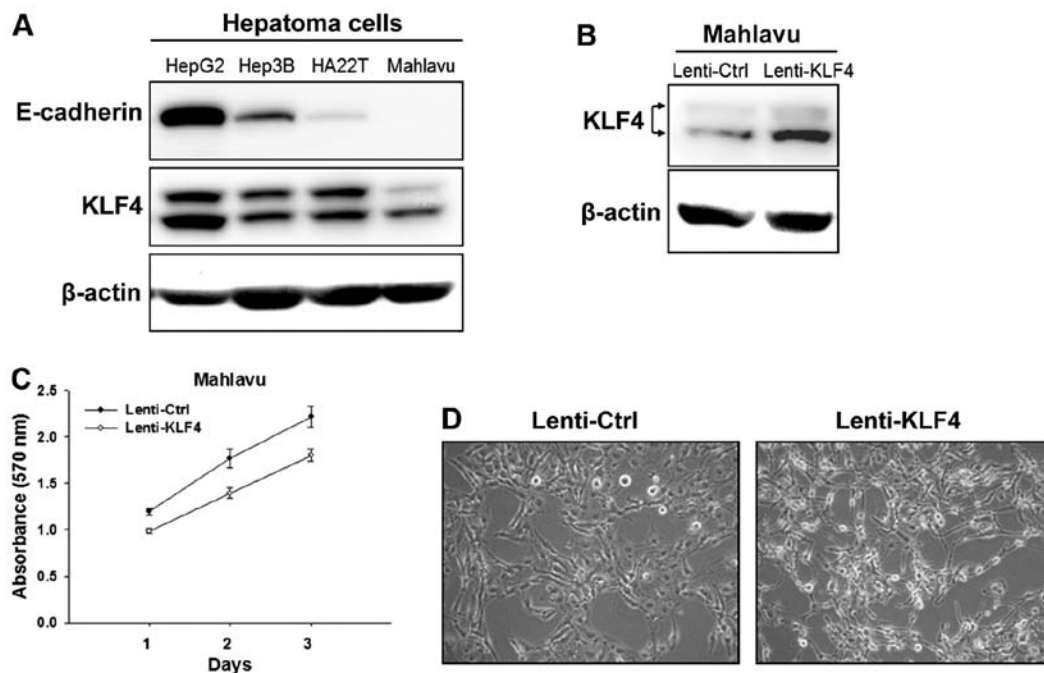 A
Hepatoma cells
HepG2 Hep3B HA22T Mahlavu
E-cadherin
KLF4
β-actin
B
Mahlavu
Lenti-Ctrl Lenti-KLF4
KLF4
β-actin
C
Mahlavu
Lenti-Ctrl
Lenti-KLF4
Absorbance (570 nm)
2.5
2.0
1.5
1.0
0.5
0.0
1 2 3
Days
D
Lenti-Ctrl Lenti-KLF4